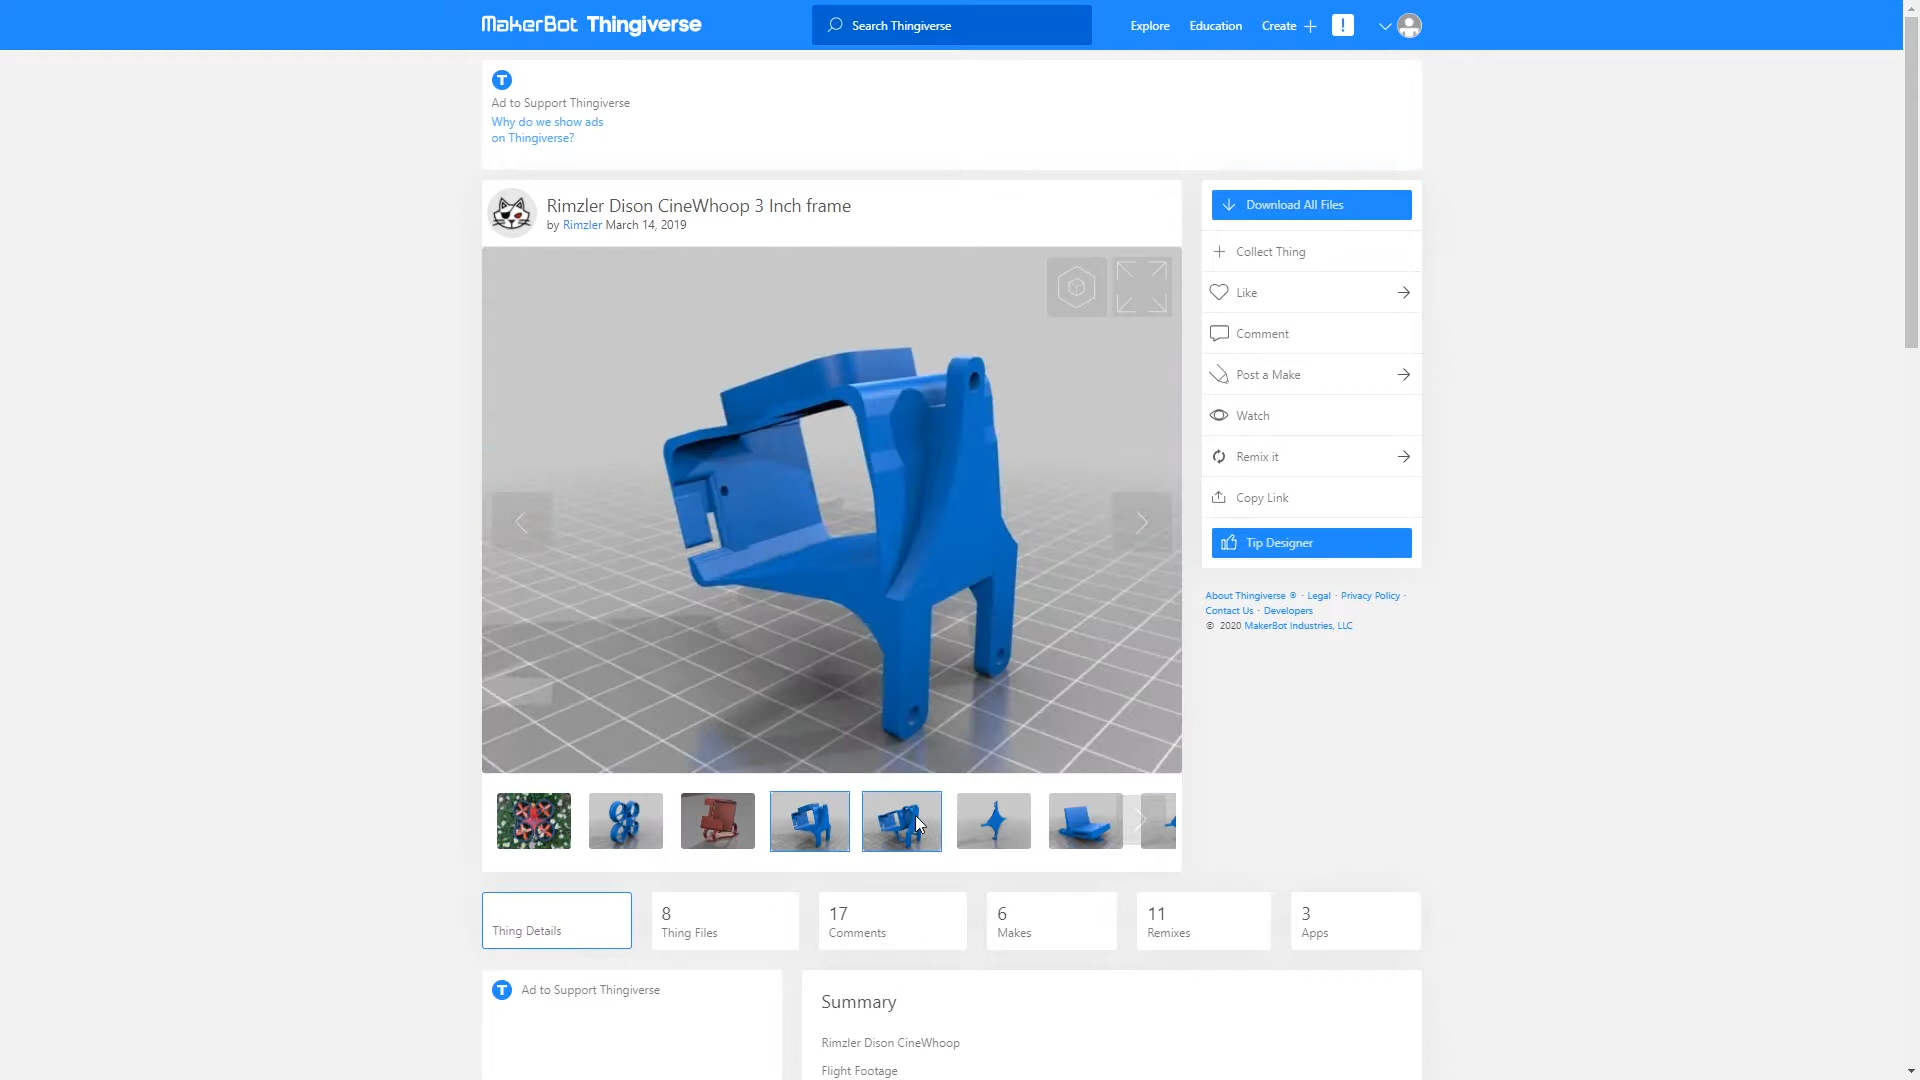 MakerBot Thingiverse
Search Thingiverse
Explore
Education
Create
Ad to Support Thingiverse
Why do we show ads
on Thingiverse?
Rimzler Dison CineWhoop 3 Inch frame
by Rimzler March 14, 2019
Download All Files
Collect Thing
Like
Comment
Post a Make
Watch
Remix it
Copy Link
Tip Designer
About Thingiverse ® · Legal · Privacy Policy ·
Contact Us · Developers
© 2020 MakerBot Industries, LLC
Thing Details
8
Thing Files
17
Comments
6
Makes
11
Remixes
3
Apps
Ad to Support Thingiverse
Summary
Rimzler Dison CineWhoop
Flight Footage